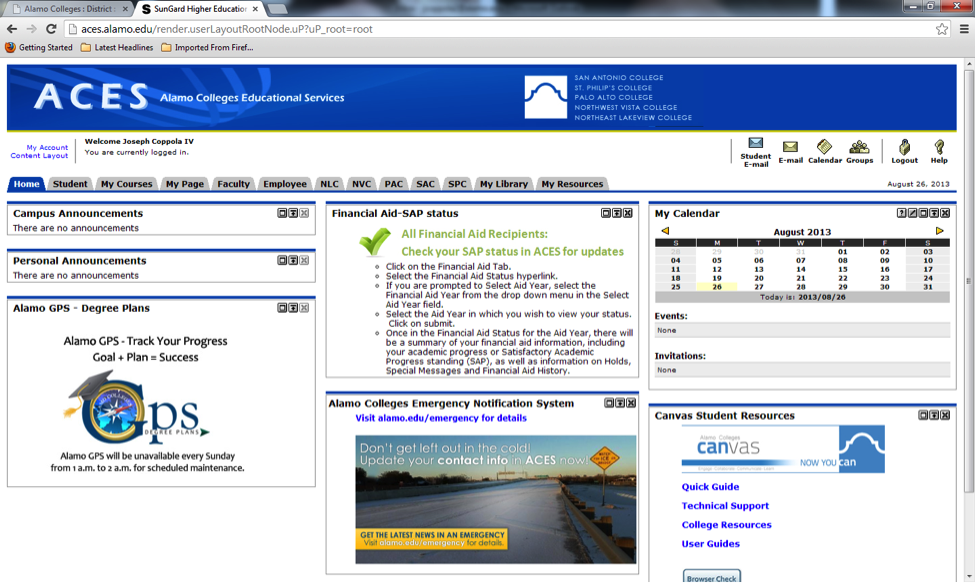 Alamo Colleges : District
SunGard Higher Education
aces.alamo.edu/render.userLayoutRootNode.uP?uP_root=root
Getting Started
Latest Headlines
Imported From Firef...
ACES Alamo Colleges Educational Services
SAN ANTONIO COLLEGE
ST. PHILIP'S COLLEGE
PALO ALTO COLLEGE
NORTHWEST VISTA COLLEGE
NORTHEAST LAKEVIEW COLLEGE
My Account
Content Layout
Welcome Joseph Coppola IV
You are currently logged in.
Student E-mail
E-mail
Calendar
Groups
Logout
Help
Home Student My Courses My Page Faculty Employee NLC NVC PAC SAC SPC My Library My Resources
August 26, 2013
Campus Announcements
There are no announcements
Personal Announcements
There are no announcements
Alamo GPS - Degree Plans
Alamo GPS - Track Your Progress
Goal + Plan = Success
Gps
DEGREE PLANS
Alamo GPS will be unavailable every Sunday
from 1 a.m. to 2 a.m. for scheduled maintenance.
Financial Aid-SAP status
All Financial Aid Recipients:
Check your SAP status in ACES for updates
Click on the Financial Aid Tab.
Select the Financial Aid Status hyperlink.
If you are prompted to Select Aid Year, select the
Financial Aid Year from the drop down menu in the Select
Aid Year field.
Select the Aid Year in which you wish to view your status.
Click on submit.
Once in the Financial Aid Status for the Aid Year, there will
be a summary of your financial aid information, including
your academic progress or Satisfactory Academic
Progress standing (SAP), as well as information on Holds,
Special Messages and Financial Aid History.
Alamo Colleges Emergency Notification System
Visit alamo.edu/emergency for details
Don't get left out in the cold!
Update your contact info in ACES now!
GET THE LATEST NEWS IN AN EMERGENCY
Visit alamo.edu/emergency for details.
My Calendar
August 2013
S M T W T F S
28 29 30 31 01 02 03
04 05 06 07 08 09 10
11 12 13 14 15 16 17
18 19 20 21 22 23 24
25 26 27 28 29 30 31
Today is: 2013/08/26
Events:
None
Invitations:
None
Canvas Student Resources
Alamo Colleges
canvas
NOW YOU can
Quick Guide
Technical Support
College Resources
User Guides
Browser Check